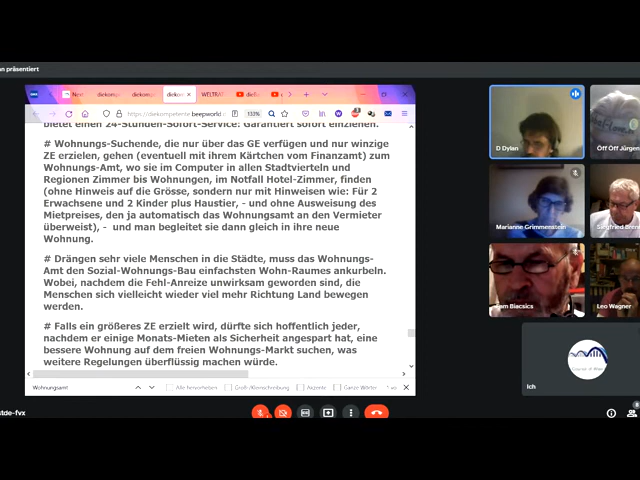 an präsentiert
diekompetente.beepworld
133%
bietet einen 24-Stunden-Sofort-Service: Garantiert sofort einziehen.
# Wohnungs-Suchende, die nur über das GE verfügen und nur winzige
ZE erzielen, gehen (eventuell mit ihrem Kärtchen vom Finanzamt) zum
Wohnungs-Amt, wo sie im Computer in allen Stadtvierteln und
Regionen Zimmer bis Wohnungen, im Notfall Hotel-Zimmer, finden
(ohne Hinweis auf die Grösse, sondern nur mit Hinweisen wie: Für 2
Erwachsene und 2 Kinder plus Haustier, - und ohne Ausweisung des
Mietpreises, den ja automatisch das Wohnungsamt an den Vermieter
überweist), - und man begleitet sie dann gleich in ihre neue
Wohnung.
# Drängen sehr viele Menschen in die Städte, muss das Wohnungs-
Amt den Sozial-Wohnungs-Bau einfachsten Wohn-Raumes ankurbeln.
Wobei, nachdem die Fehl-Anreize unwirksam geworden sind, die
Menschen sich vielleicht wieder viel mehr Richtung Land bewegen
werden.
# Falls ein größeres ZE erzielt wird, dürfte sich hoffentlich jeder,
nachdem er einige Monats-Mieten als Sicherheit angespart hat, eine
bessere Wohnung auf dem freien Wohnungs-Markt suchen, was
weitere Regelungen überflüssig machen würde.
Wohnungsamt
Alle hervorheben Groß-/Kleinschreibung Akzente Ganze Wörter
D Dylan
Öff Öff Jürgen
Marianne Grimmenstein
Siegfried Bren
Biacsics
Leo Wagner
Ich
stde-fvx